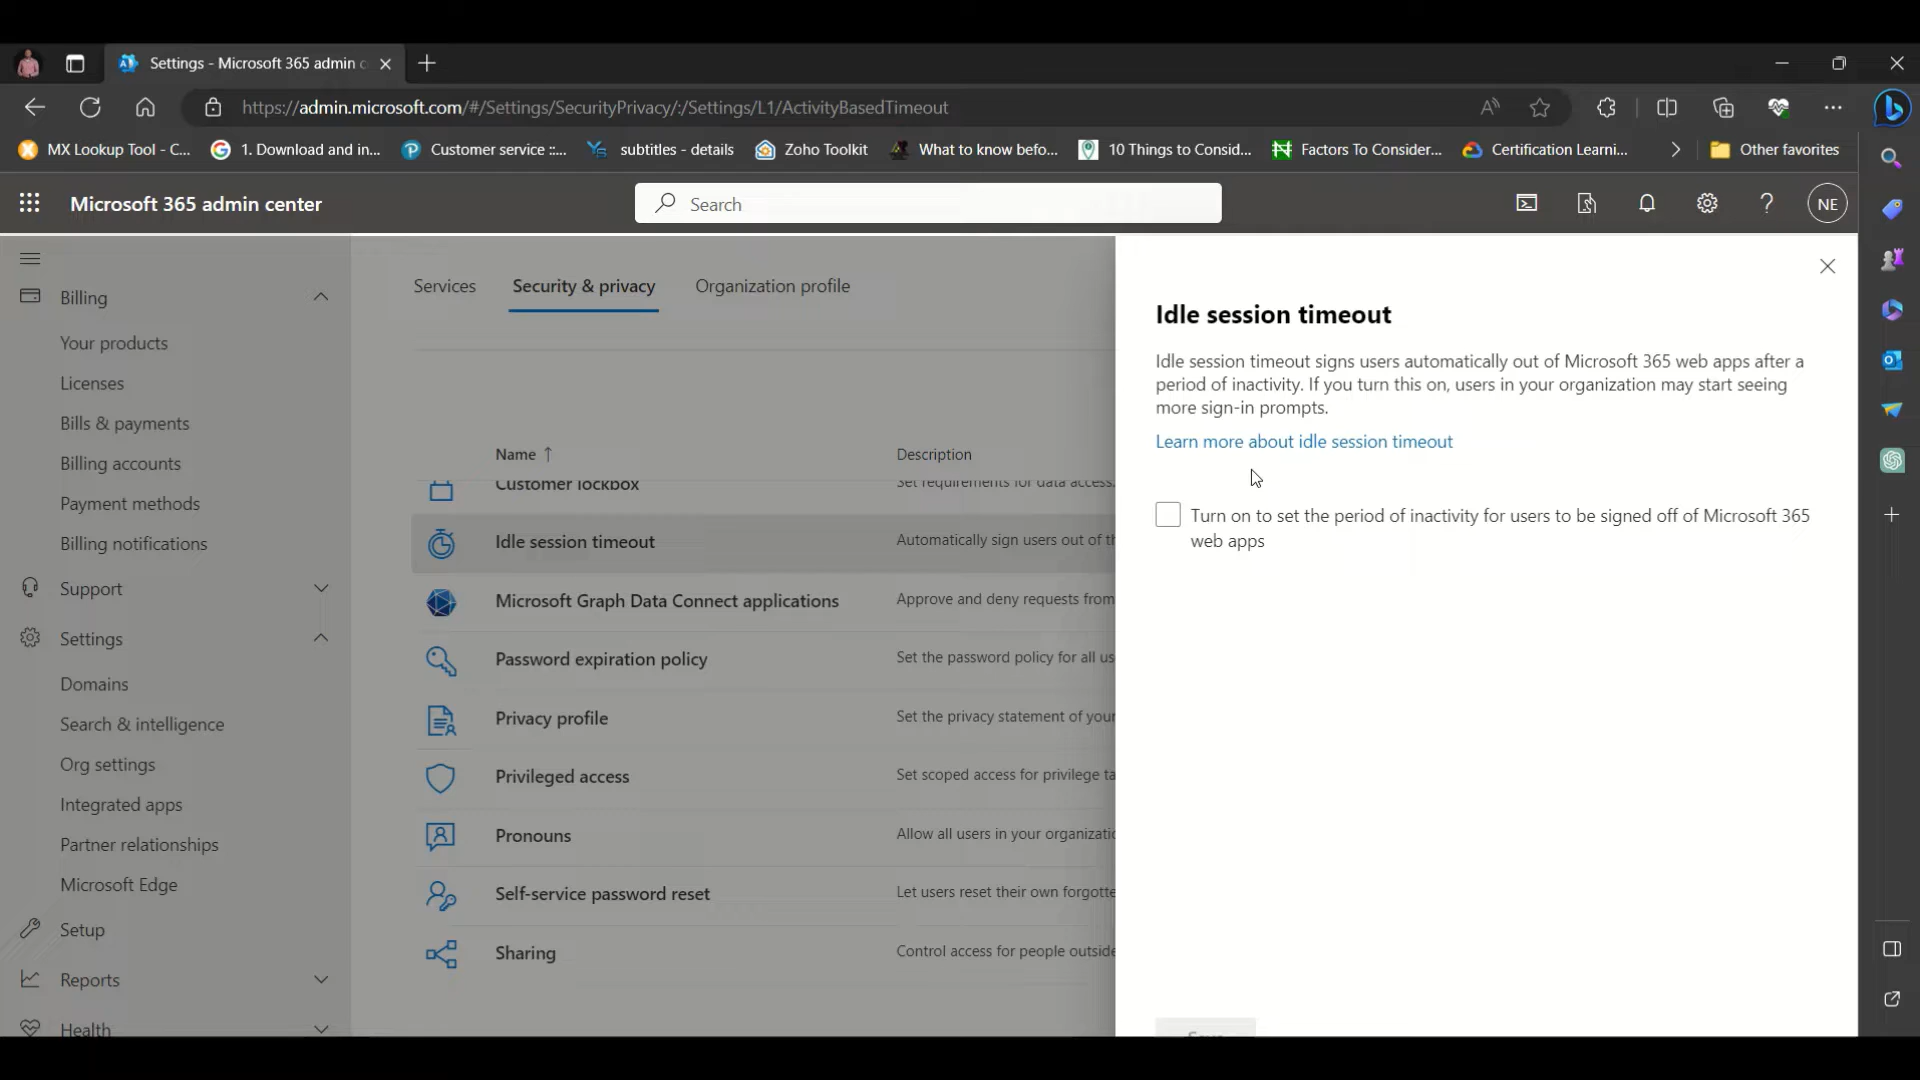 Settings - Microsoft 365 admin c
https://admin.microsoft.com/#/Settings/SecurityPrivacy/:/Settings/L1/ActivityBasedTimeout
MX Lookup Tool - C...
1. Download and in...
Customer service ::...
subtitles - details
Zoho Toolkit
What to know befo...
10 Things to Consid...
Factors To Consider...
Certification Learni...
Other favorites
Microsoft 365 admin center
Search
NE
Billing
Your products
Licenses
Bills & payments
Billing accounts
Payment methods
Billing notifications
Support
Settings
Domains
Search & intelligence
Org settings
Integrated apps
Partner relationships
Microsoft Edge
Setup
Reports
Health
Services
Security & privacy
Organization profile
Name ↑
Description
Customer lockbox
Set requirements for data access.
Idle session timeout
Automatically sign users out of th
Microsoft Graph Data Connect applications
Approve and deny requests from
Password expiration policy
Set the password policy for all us
Privacy profile
Set the privacy statement of your
Privileged access
Set scoped access for privilege ta
Pronouns
Allow all users in your organizatio
Self-service password reset
Let users reset their own forgotte
Sharing
Control access for people outside
Idle session timeout
Idle session timeout signs users automatically out of Microsoft 365 web apps after a
period of inactivity. If you turn this on, users in your organization may start seeing
more sign-in prompts.
Learn more about idle session timeout
Turn on to set the period of inactivity for users to be signed off of Microsoft 365
web apps